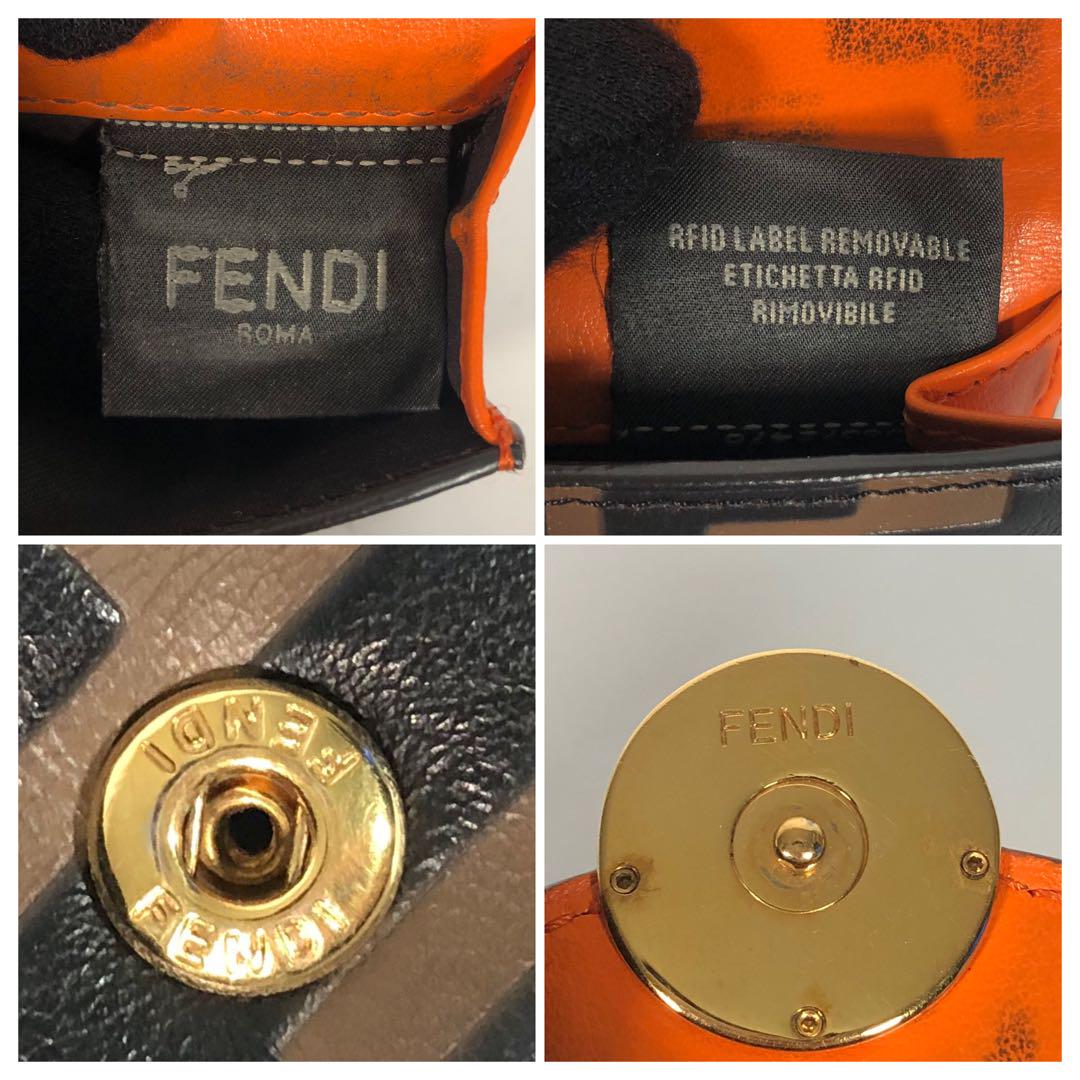 FENDI
ROMA
RFID LABEL REMOVABLE
ETICHETTA RFID
RIMOVIBILE
FENDI
FENDI
FENDI